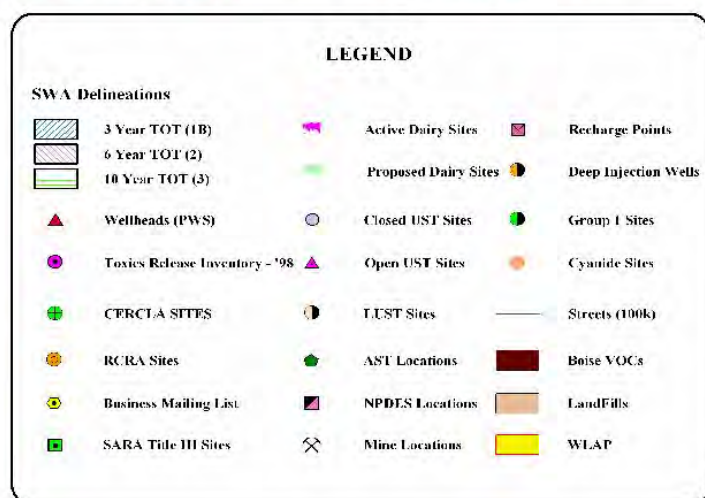 LEGEND
SWA Delineations
3 Year TOT (1B)
6 Year TOT (2)
10 Year TOT (3)
Wellheads (PWS)
Toxics Release Inventory - '98
CERCLA SITES
RCRA Sites
Business Mailing List
SARA Title III Sites
Active Dairy Sites
Proposed Dairy Sites
Closed UST Sites
Open UST Sites
LUST Sites
AST Locations
NPDES Locations
Mine Locations
Recharge Points
Deep Injection Wells
Group 1 Sites
Cyanide Sites
Streets (100k)
Boise VOCs
LandFills
WLAP